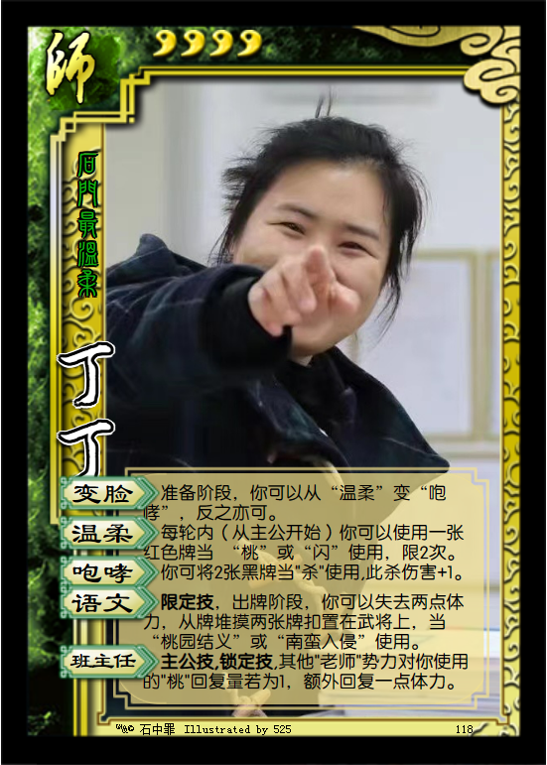 師
石門最溫柔
丁丁
变脸 准备阶段，你可以从“温柔”变“咆
哮”，反之亦可。
温柔 每轮内（从主公开始）你可以使用一张
红色牌当 “桃”或“闪”使用，限2次。
咆哮 你可将2张黑牌当"杀"使用,此杀伤害+1。
语文 限定技，出牌阶段，你可以失去两点体
力，从牌堆摸两张牌扣置在武将上，当
“桃园结义”或“南蛮入侵”使用。
班主任 主公技,锁定技,其他"老师"势力对你使用
的"桃"回复量若为1，额外回复一点体力。
石中罪 Illustrated by 525
118